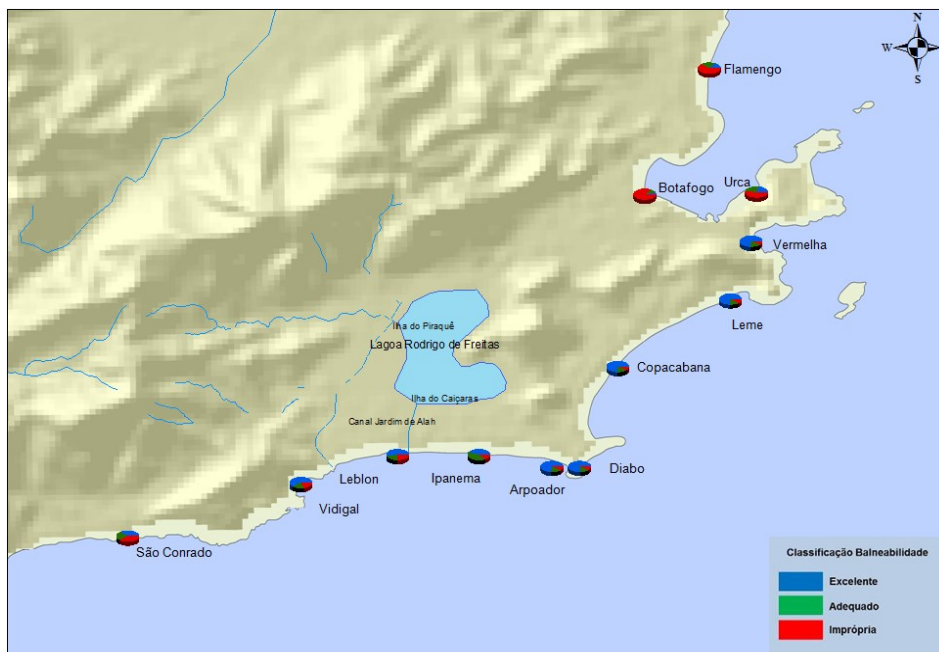 N
W
E
S
Flamengo
Botafogo
Urca
Vermelha
Leme
Ilha do Piraquê
Lagoa Rodrigo de Freitas
Copacabana
Ilha do Caiçaras
Canal Jardim de Alah
Leblon
Ipanema
Arpoador
Diabo
Vidigal
São Conrado
Classificação Balneabilidade
Excelente
Adequado
Imprópria